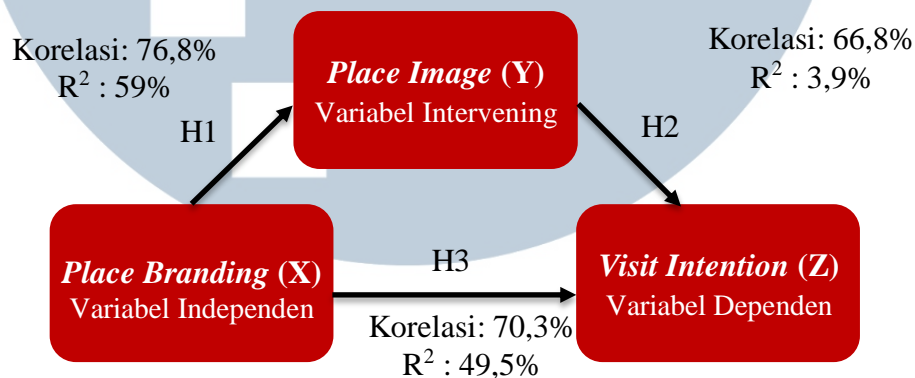 Korelasi: 76,8%
R² : 59%
Place Image (Y)
Variabel Intervening
Korelasi: 66,8%
R² : 3,9%
H1
H2
Place Branding (X)
Variabel Independen
H3
Visit Intention (Z)
Variabel Dependen
Korelasi: 70,3%
R² : 49,5%